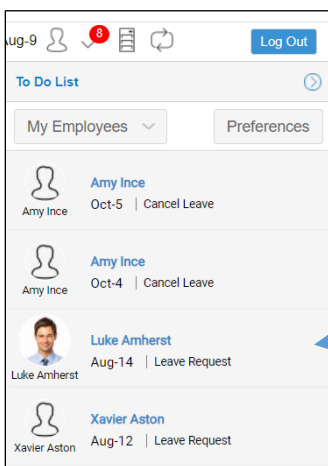 ug-9 8 Log Out
To Do List
My Employees Preferences
Amy Ince
Oct-5 | Cancel Leave
Amy Ince
Amy Ince
Oct-4 | Cancel Leave
Amy Ince
Luke Amherst
Aug-14 | Leave Request
Luke Amherst
Xavier Aston
Aug-12 | Leave Request
Xavier Aston